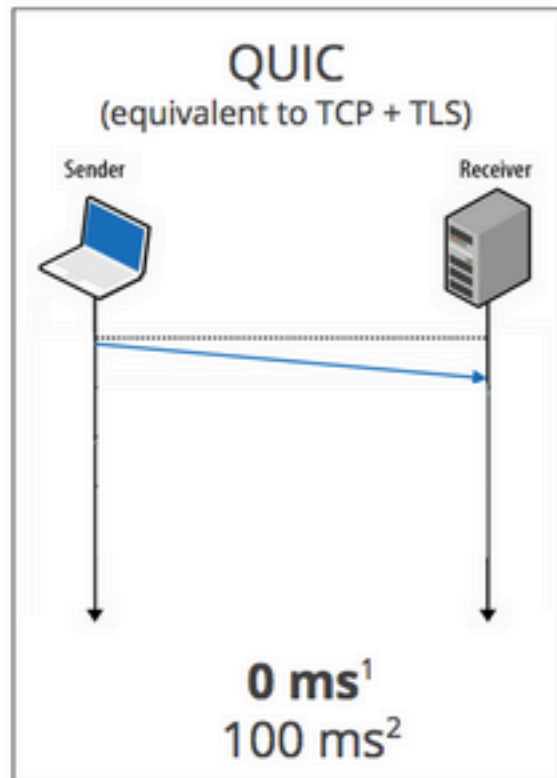 QUIC
(equivalent to TCP + TLS)
Sender
Receiver
0 ms¹
100 ms²